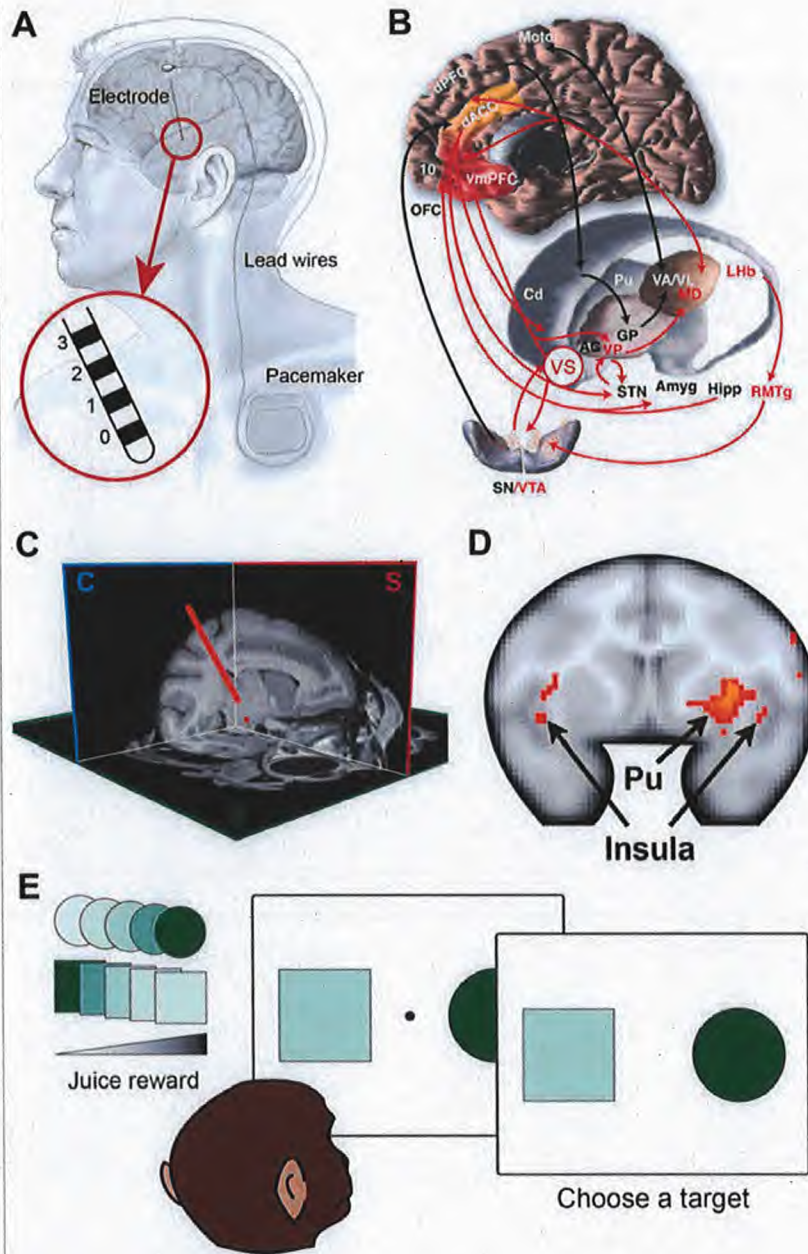 A
Electrode
Lead wires
Pacemaker
3
2
1
0
B
Motor
dPFC
dACC
10
vmPFC
OFC
Cd
Pu
VA/VL
MD
LHb
GP
AC
VP
VS
STN
Amyg
Hipp
RMTg
SN/VTA
C
C
S
D
Pu
Insula
E
Juice reward
Choose a target